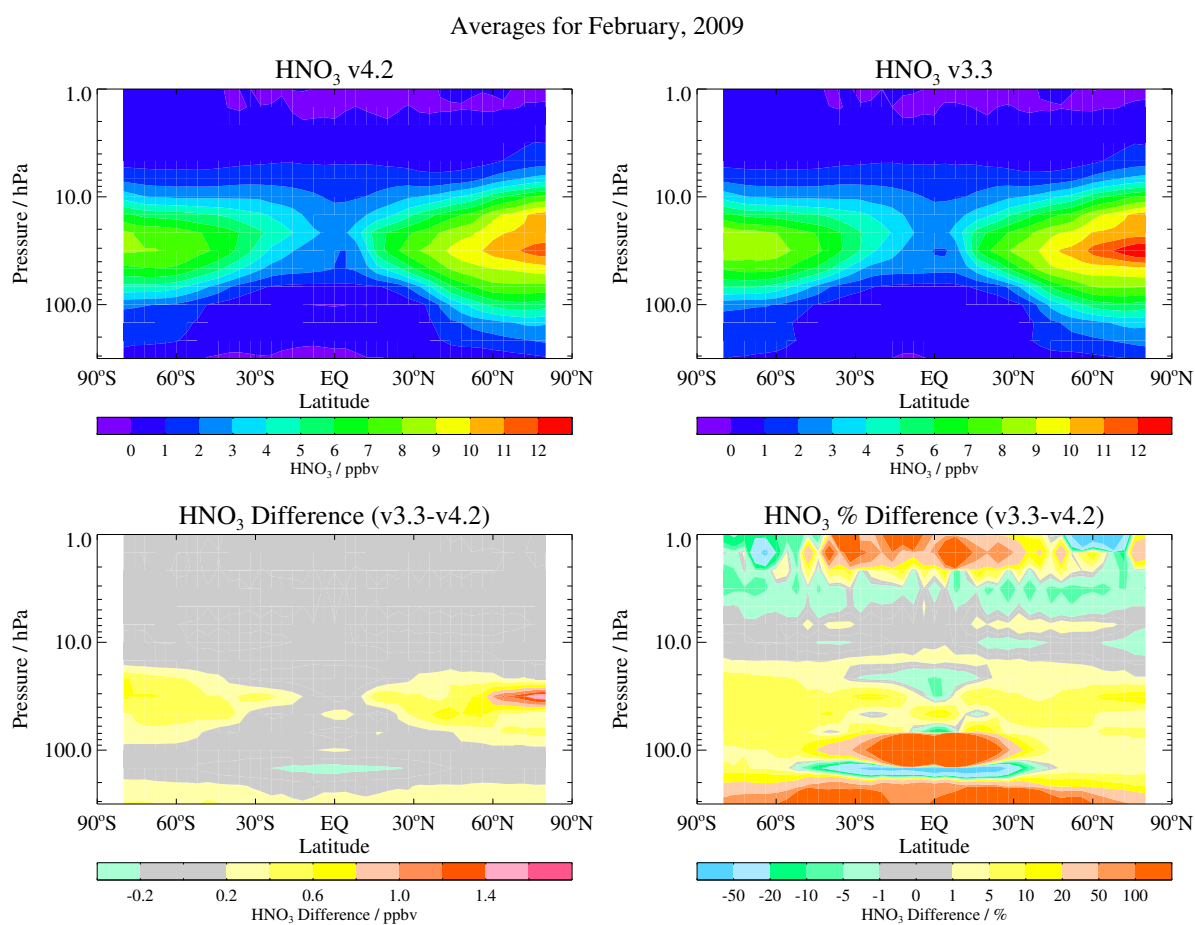 Averages for February, 2009
HNO₃ v4.2
HNO₃ v3.3
1.0
10.0
100.0
Pressure / hPa
90°S 60°S 30°S EQ 30°N 60°N 90°N
Latitude
0 1 2 3 4 5 6 7 8 9 10 11 12
HNO₃ / ppbv
1.0
10.0
100.0
Pressure / hPa
90°S 60°S 30°S EQ 30°N 60°N 90°N
Latitude
0 1 2 3 4 5 6 7 8 9 10 11 12
HNO₃ / ppbv
HNO₃ Difference (v3.3-v4.2)
1.0
10.0
100.0
Pressure / hPa
90°S 60°S 30°S EQ 30°N 60°N 90°N
Latitude
-0.2 0.2 0.6 1.0 1.4
HNO₃ Difference / ppbv
HNO₃ % Difference (v3.3-v4.2)
1.0
10.0
100.0
Pressure / hPa
90°S 60°S 30°S EQ 30°N 60°N 90°N
Latitude
-50 -20 -10 -5 -1 0 1 5 10 20 50 100
HNO₃ Difference / %